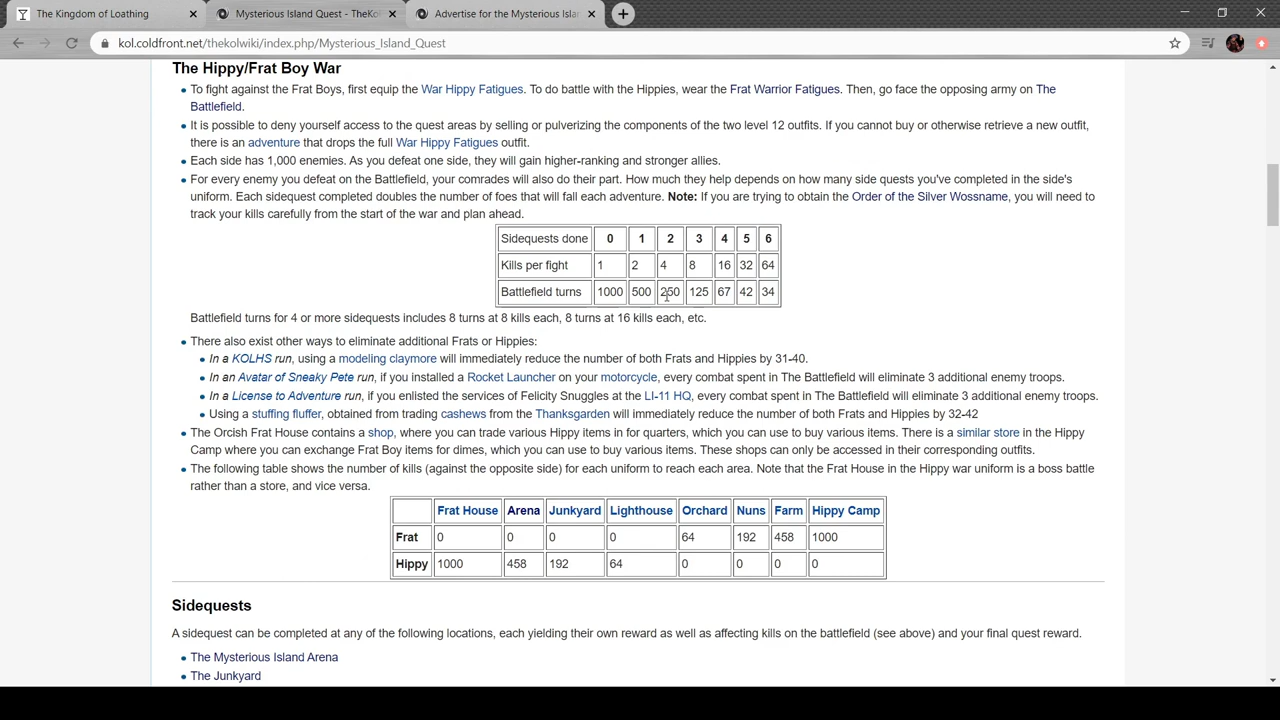 The Kingdom of Loathing
Mysterious Island Quest - TheKol
Advertise for the Mysterious Islan
kol.coldfront.net/thekolwiki/index.php/Mysterious_Island_Quest
The Hippy/Frat Boy War
To fight against the Frat Boys, first equip the War Hippy Fatigues. To do battle with the Hippies, wear the Frat Warrior Fatigues. Then, go face the opposing army on The
Battlefield.
It is possible to deny yourself access to the quest areas by selling or pulverizing the components of the two level 12 outfits. If you cannot buy or otherwise retrieve a new outfit,
there is an adventure that drops the full War Hippy Fatigues outfit.
Each side has 1,000 enemies. As you defeat one side, they will gain higher-ranking and stronger allies.
For every enemy you defeat on the Battlefield, your comrades will also do their part. How much they help depends on how many side quests you've completed in the side's
uniform. Each sidequest completed doubles the number of foes that will fall each adventure. Note: If you are trying to obtain the Order of the Silver Wossname, you will need to
track your kills carefully from the start of the war and plan ahead.
Sidequests done 0 1 2 3 4 5 6
Kills per fight 1 2 4 8 16 32 64
Battlefield turns 1000 500 250 125 67 42 34
Battlefield turns for 4 or more sidequests includes 8 turns at 8 kills each, 8 turns at 16 kills each, etc.
There also exist other ways to eliminate additional Frats or Hippies:
In a KOLHS run, using a modeling claymore will immediately reduce the number of both Frats and Hippies by 31-40.
In an Avatar of Sneaky Pete run, if you installed a Rocket Launcher on your motorcycle, every combat spent in The Battlefield will eliminate 3 additional enemy troops.
In a License to Adventure run, if you enlisted the services of Felicity Snuggles at the LI-11 HQ, every combat spent in The Battlefield will eliminate 3 additional enemy troops.
Using a stuffing fluffer, obtained from trading cashews from the Thanksgarden will immediately reduce the number of both Frats and Hippies by 32-42
The Orcish Frat House contains a shop, where you can trade various Hippy items in for quarters, which you can use to buy various items. There is a similar store in the Hippy
Camp where you can exchange Frat Boy items for dimes, which you can use to buy various items. These shops can only be accessed in their corresponding outfits.
The following table shows the number of kills (against the opposite side) for each uniform to reach each area. Note that the Frat House in the Hippy war uniform is a boss battle
rather than a store, and vice versa.
Frat House Arena Junkyard Lighthouse Orchard Nuns Farm Hippy Camp
Frat 0 0 0 0 64 192 458 1000
Hippy 1000 458 192 64 0 0 0 0
Sidequests
A sidequest can be completed at any of the following locations, each yielding their own reward as well as affecting kills on the battlefield (see above) and your final quest reward.
The Mysterious Island Arena
The Junkyard